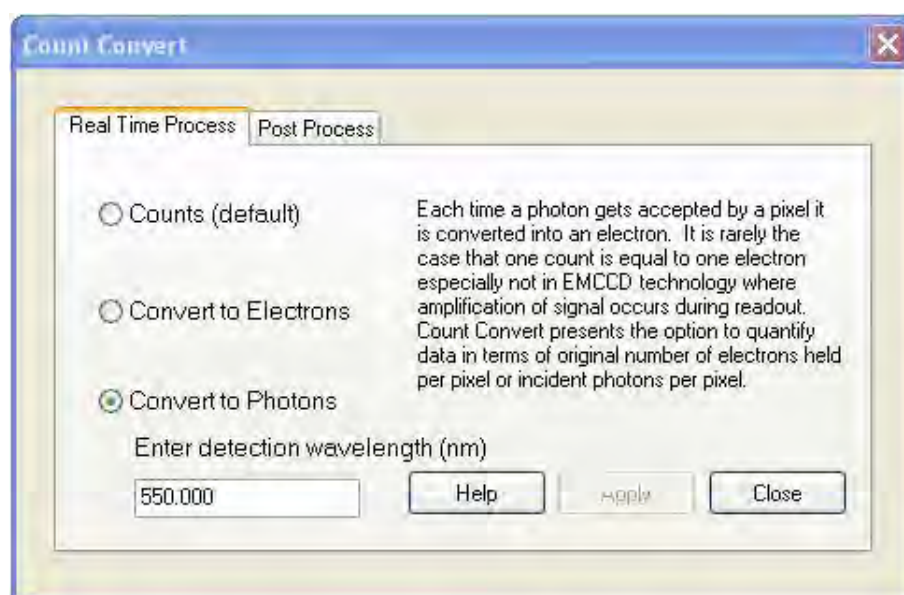 Count Convert
Real Time Process Post Process
Counts (default)
Each time a photon gets accepted by a pixel it
is converted into an electron. It is rarely the
case that one count is equal to one electron
especially not in EMCCD technology where
amplification of signal occurs during readout.
Count Convert presents the option to quantify
data in terms of original number of electrons held
per pixel or incident photons per pixel.
Convert to Electrons
Convert to Photons
Enter detection wavelength (nm)
550.000
Help Apply Close